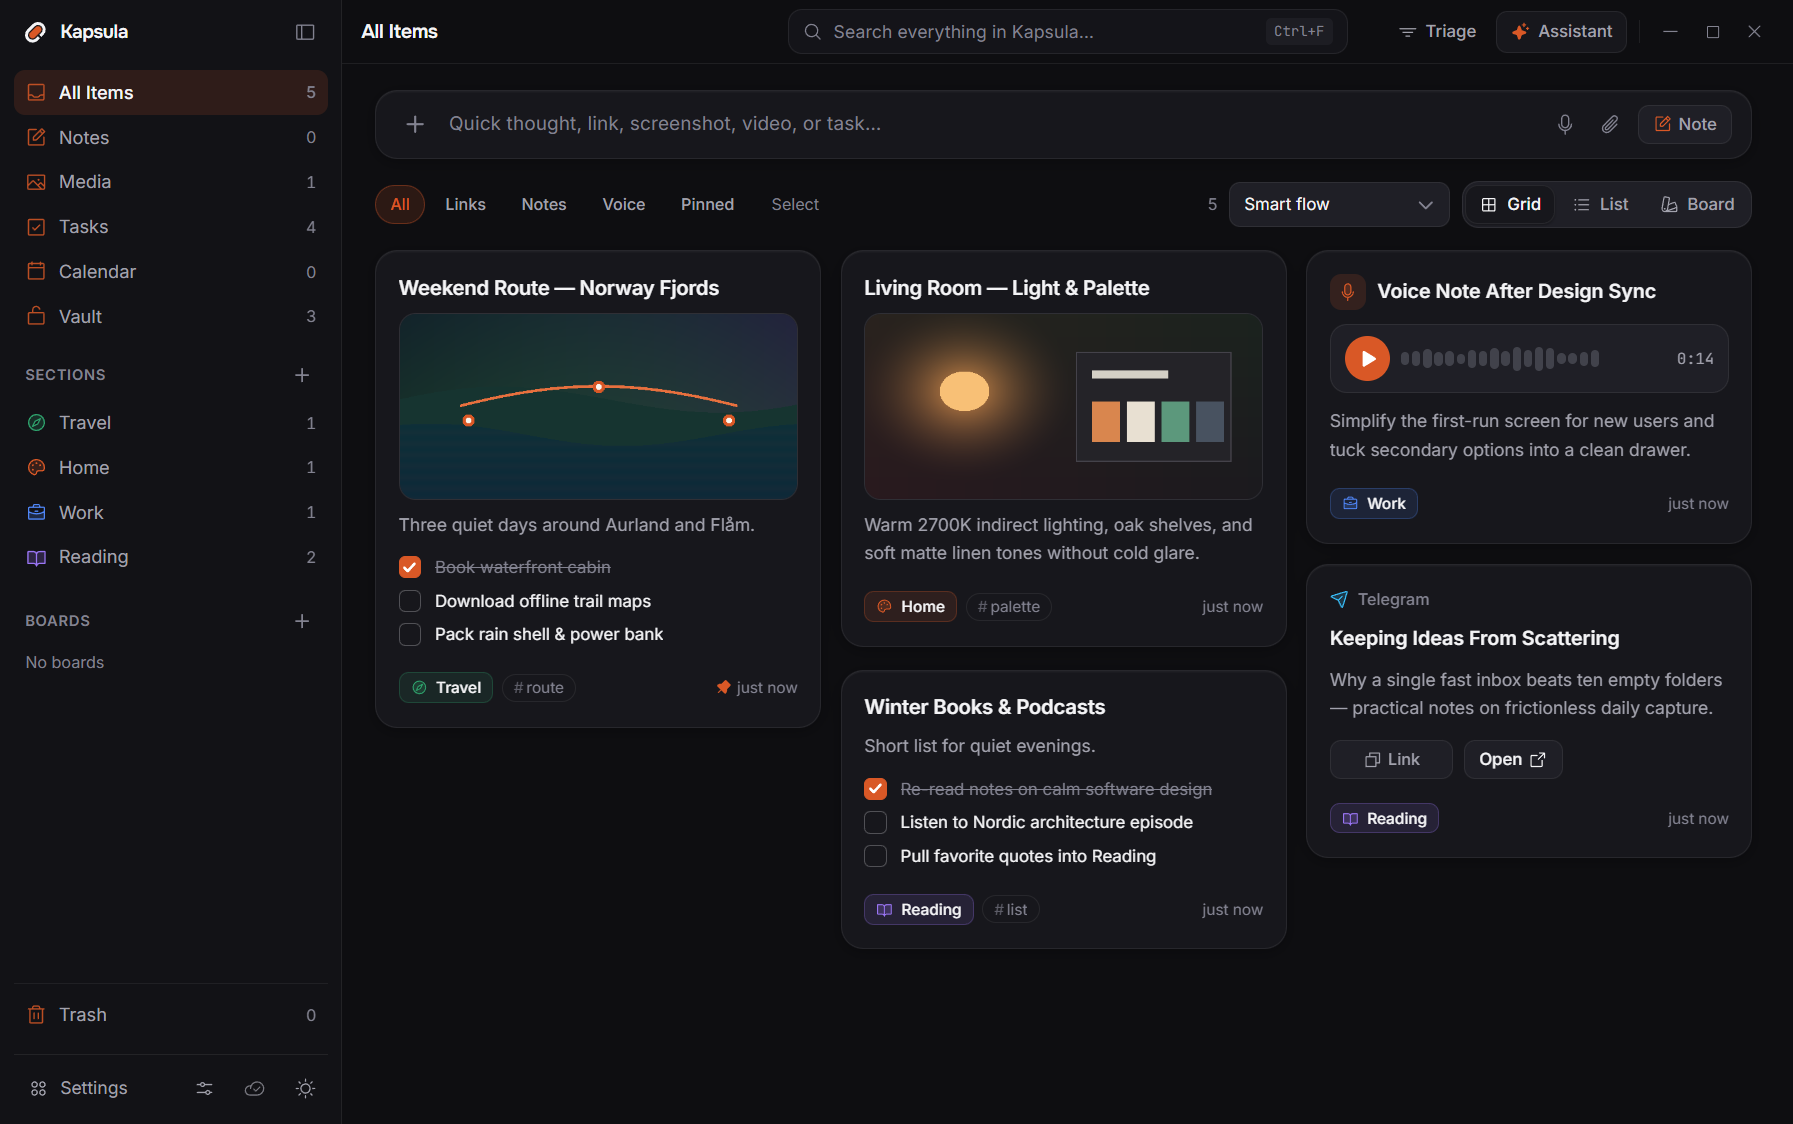 Kapsula
All Items 5
Notes 0
Media 1
Tasks 4
Calendar 0
Vault 3
SECTIONS
Travel 1
Home 1
Work 1
Reading 2
BOARDS
No boards
Trash 0
Settings
All Items
Search everything in Kapsula... Ctrl+F
Triage
Assistant
Quick thought, link, screenshot, video, or task...
Note
All Links Notes Voice Pinned Select
5
Smart flow
Grid List Board
Weekend Route — Norway Fjords
Three quiet days around Aurland and Flåm.
Book waterfront cabin
Download offline trail maps
Pack rain shell & power bank
Travel #route just now
Living Room — Light & Palette
Warm 2700K indirect lighting, oak shelves, and
soft matte linen tones without cold glare.
Home #palette just now
Winter Books & Podcasts
Short list for quiet evenings.
Re-read notes on calm software design
Listen to Nordic architecture episode
Pull favorite quotes into Reading
Reading #list just now
Voice Note After Design Sync
0:14
Simplify the first-run screen for new users and
tuck secondary options into a clean drawer.
Work just now
Telegram
Keeping Ideas From Scattering
Why a single fast inbox beats ten empty folders
— practical notes on frictionless daily capture.
Link Open
Reading just now